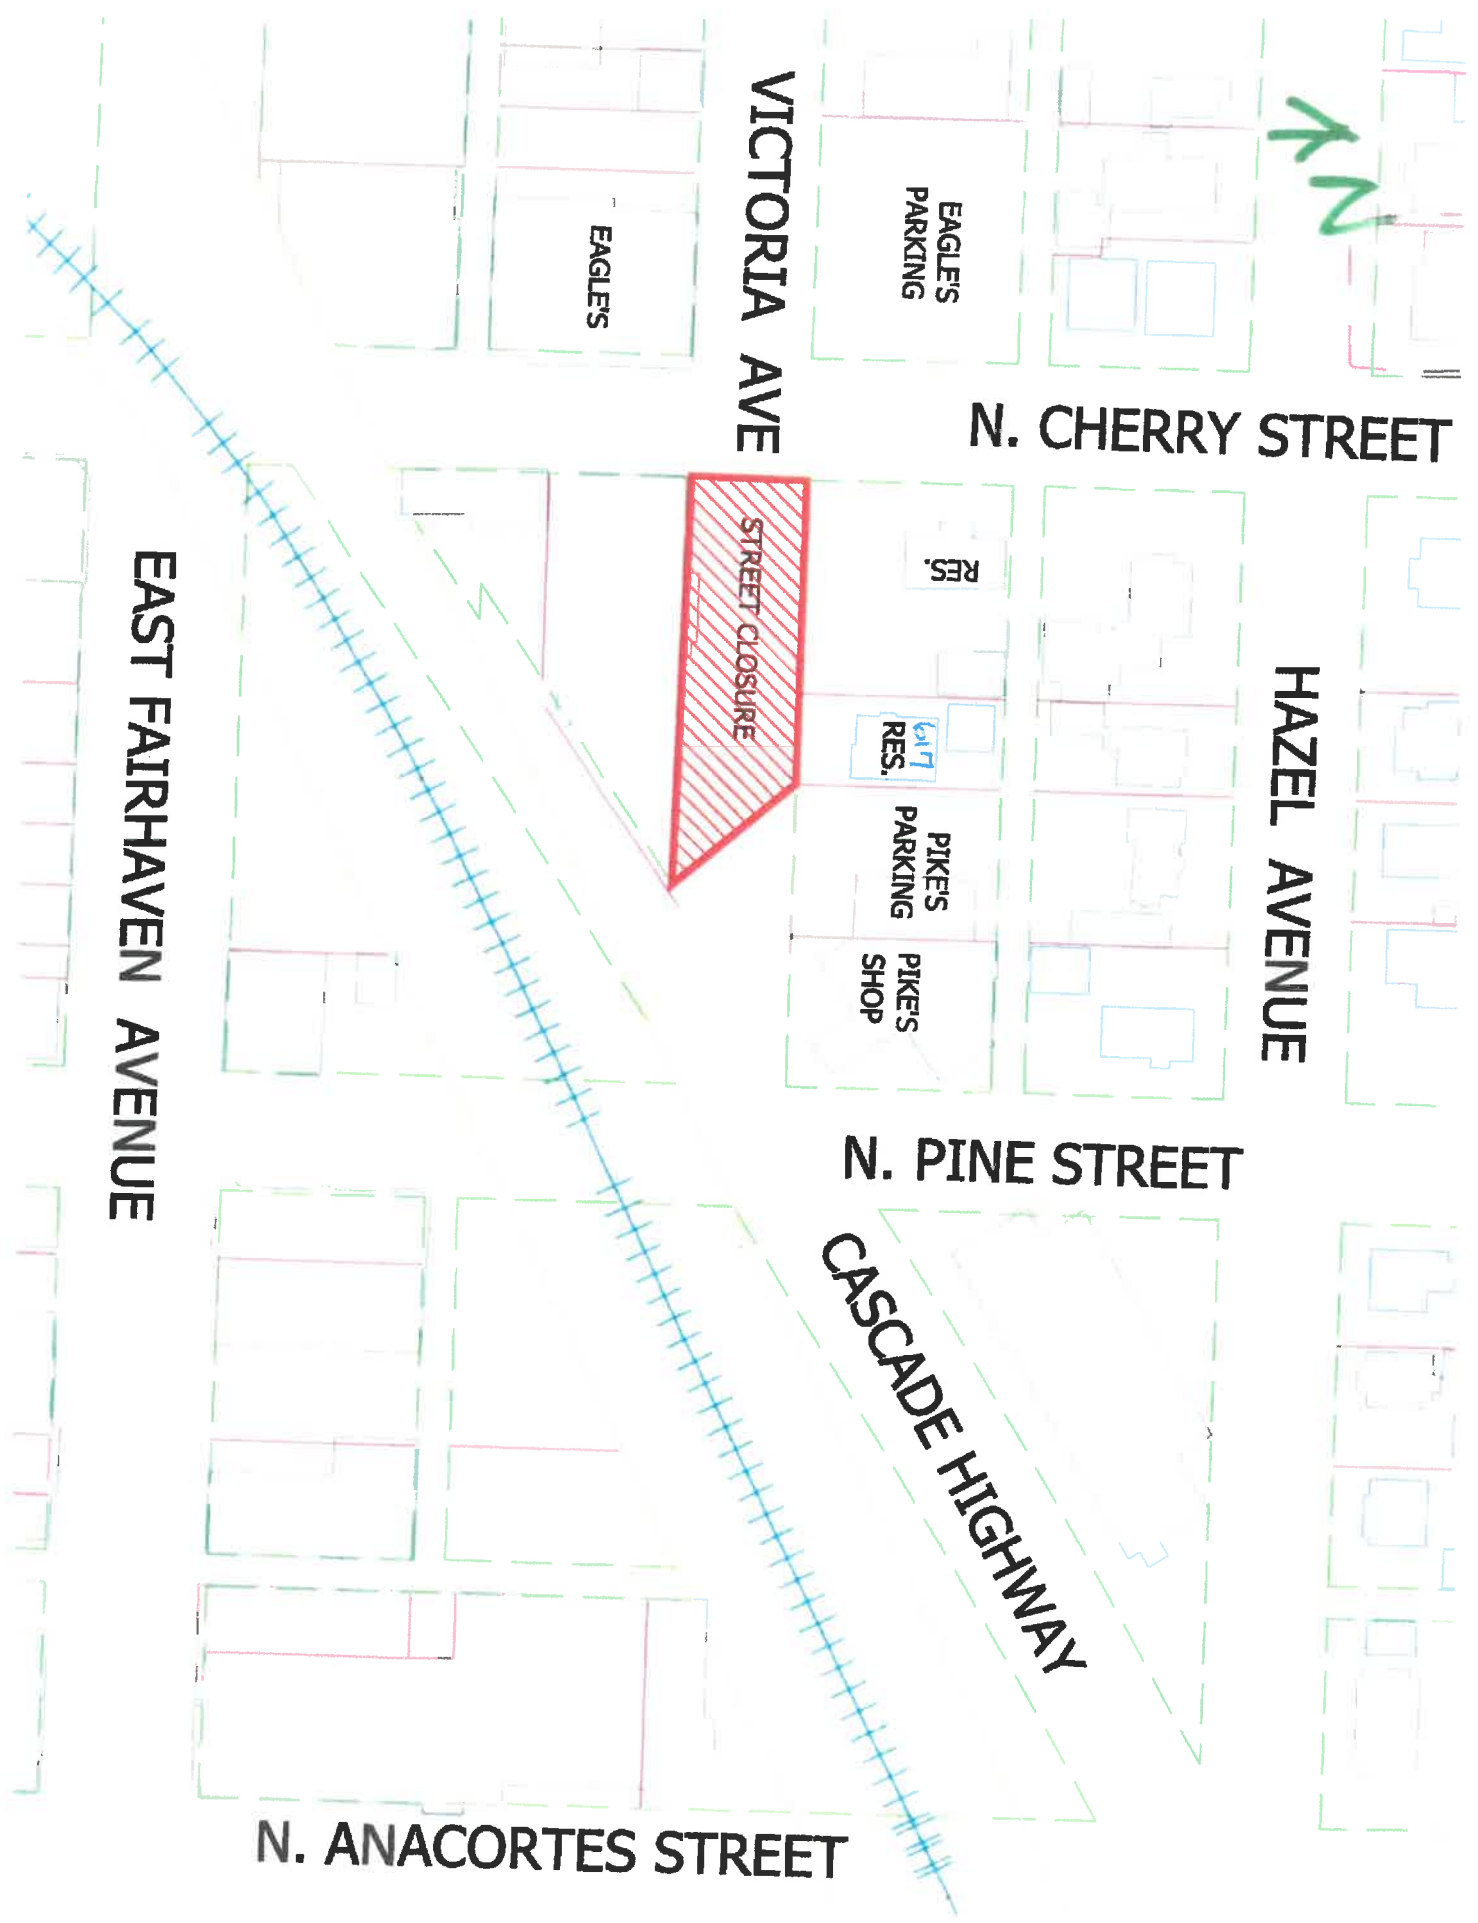 VICTORIA AVE
EAGLE'S
PARKING
EAGLE'S
N
N. CHERRY STREET
STREET CLOSURE
RES.
617
RES.
PIKE'S
PARKING
PIKE'S
SHOP
HAZEL AVENUE
EAST FAIRHAVEN AVENUE
N. PINE STREET
CASCADE HIGHWAY
N. ANACORTES STREET